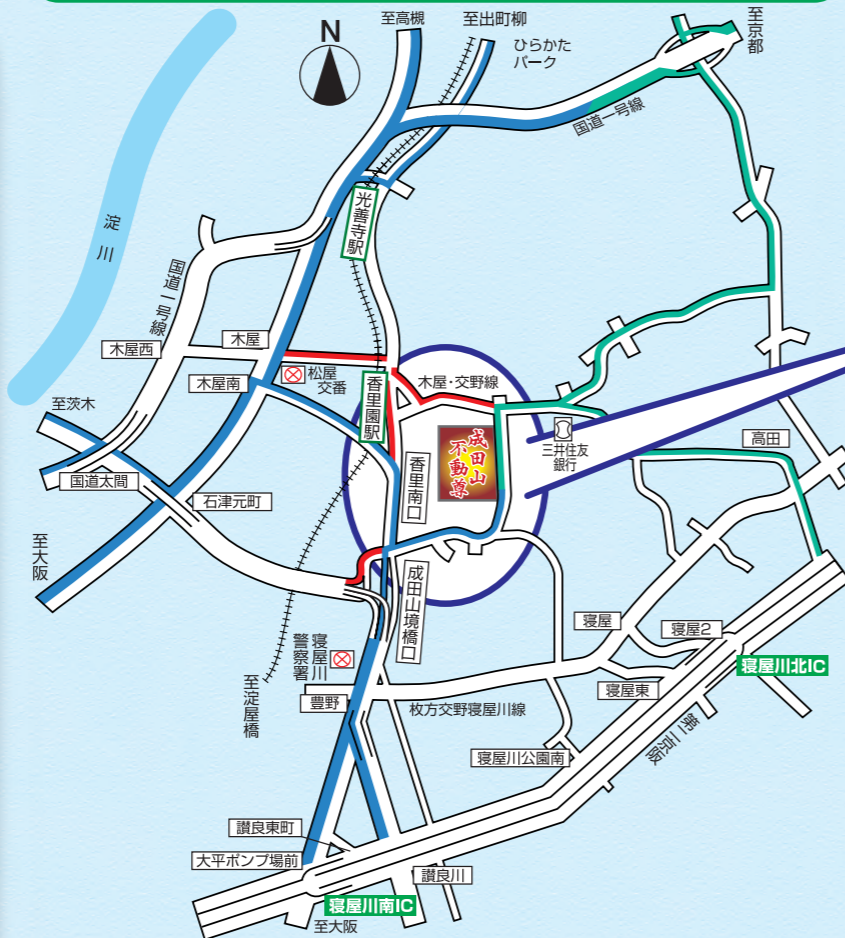 至高槻
至出町柳
至京都
N
ひらかた
パーク
国道一号線
淀川
光善寺駅
国道一号線
木屋
木屋西
松屋
交番
木屋南
香里園駅
木屋・交野線
至茨木
成田山
不動尊
三井住友
銀行
高田
国道太間
石津元町
香里南口
至大阪
成田山境橋口
寝屋
寝屋2
寝屋川
警察署
寝屋川北IC
至淀屋橋
豊野
枚方交野寝屋川線
寝屋東
第二京阪
寝屋川公園南
讃良東町
大平ポンプ場前
讃良川
寝屋川南IC
至大阪